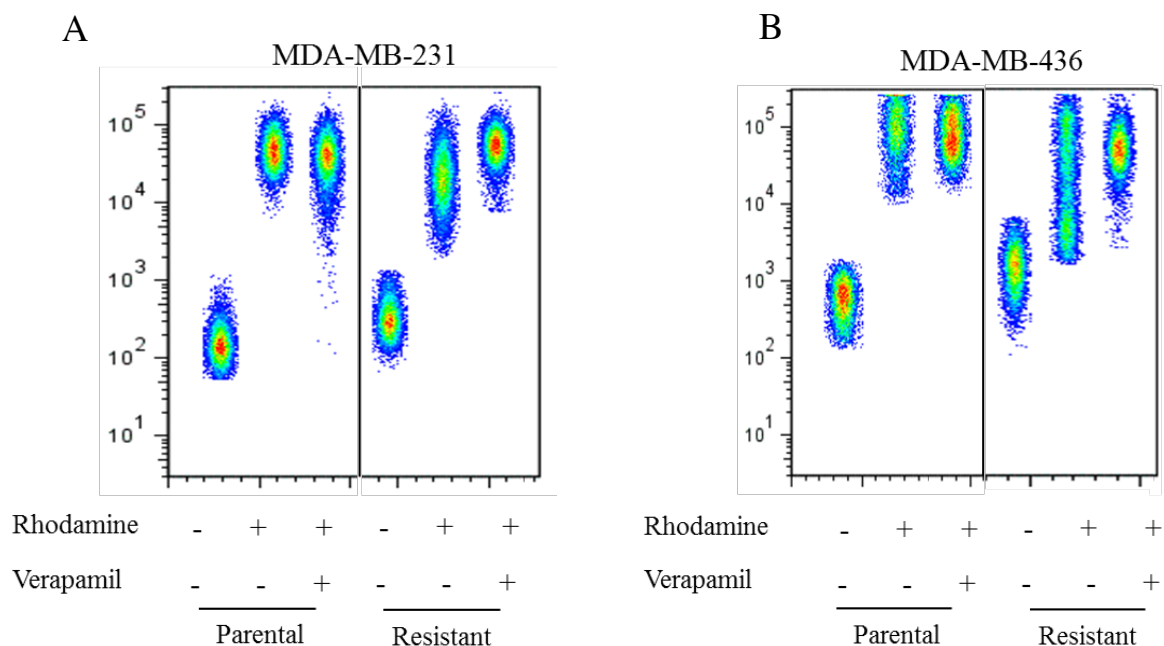 A
MDA-MB-231
10^5
10^4
10^3
10^2
10^1
Rhodamine - + + - + +
Verapamil - - + - - +
Parental Resistant
B
MDA-MB-436
10^5
10^4
10^3
10^2
10^1
Rhodamine - + + - + +
Verapamil - - + - - +
Parental Resistant